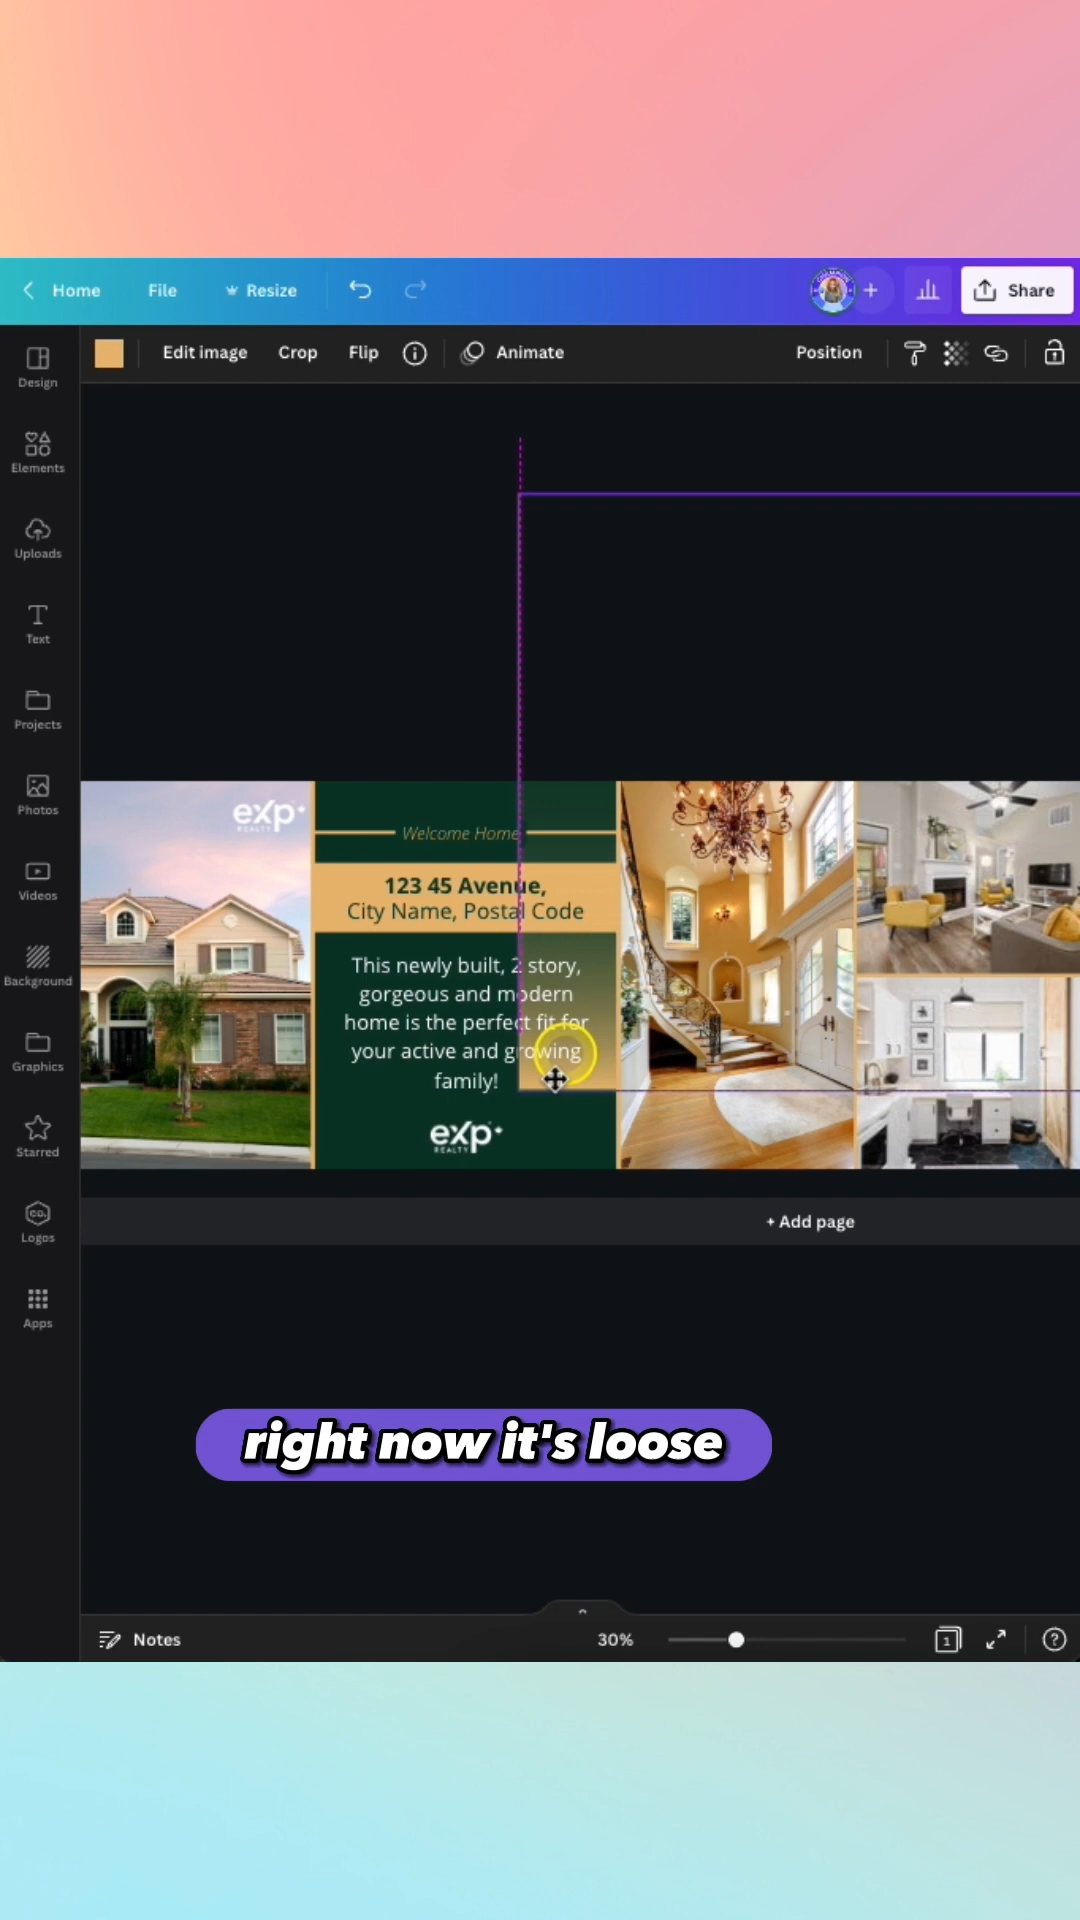 Home File Resize + Share
Edit image Crop Flip Animate Position
Design
Elements
Uploads
Text
Projects
Photos
Videos
Background
Graphics
Starred
CO.
Logos
Apps
exp
REALTY
Welcome Home
123 45 Avenue,
City Name, Postal Code
This newly built, 2 story,
gorgeous and modern
home is the perfect fit for
your active and growing
family!
exp
REALTY
+ Add page
right now it's loose
Notes 30% 1 ?